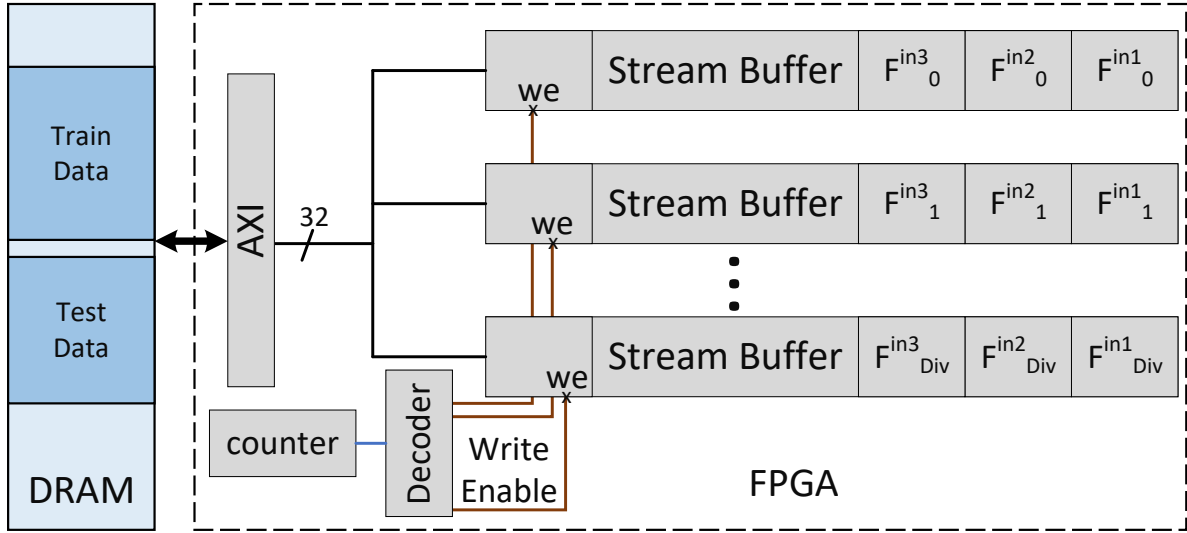 Train
Data
Test
Data
DRAM
AXI
32
counter
Decoder
Write
Enable
FPGA
we
Stream Buffer
F^in3_0
F^in2_0
F^in1_0
we
Stream Buffer
F^in3_1
F^in2_1
F^in1_1
we
Stream Buffer
F^in3_Div
F^in2_Div
F^in1_Div